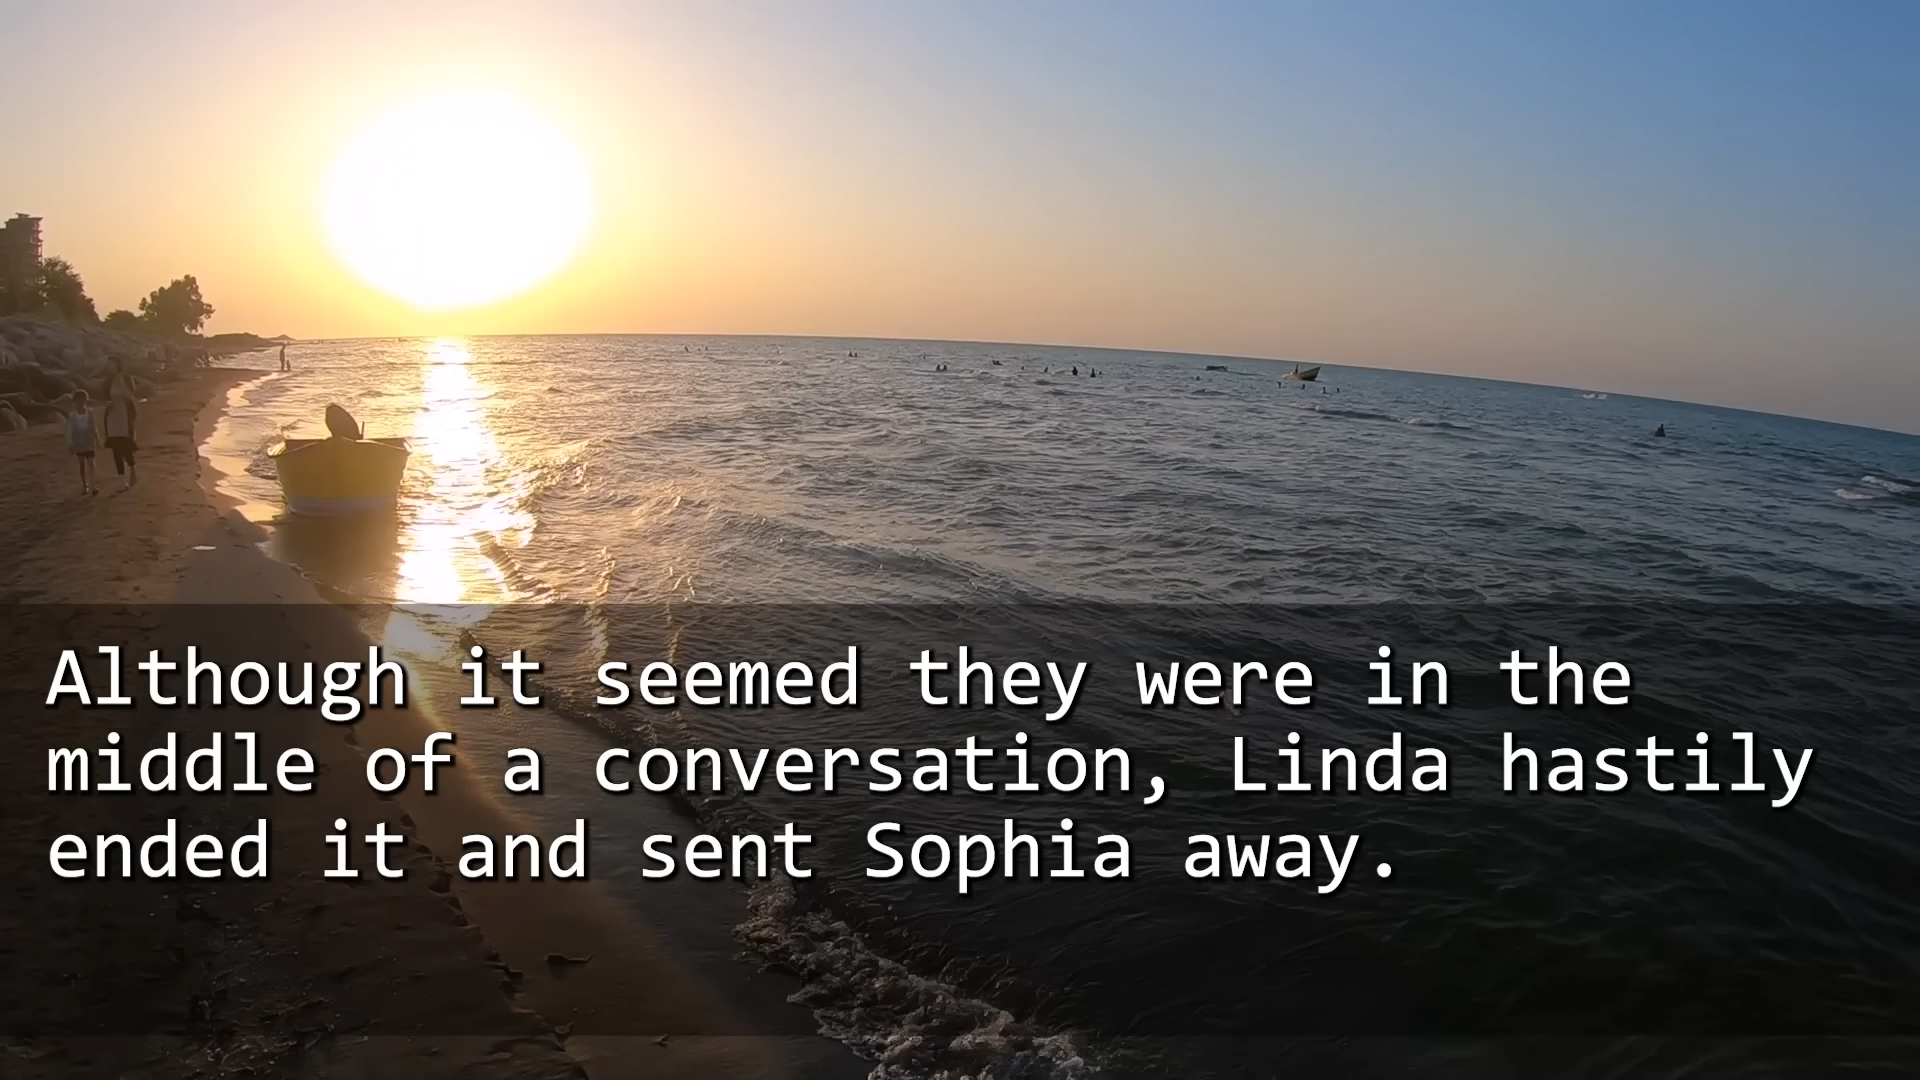 Although it seemed they were in the
middle of a conversation, Linda hastily
ended it and sent Sophia away.